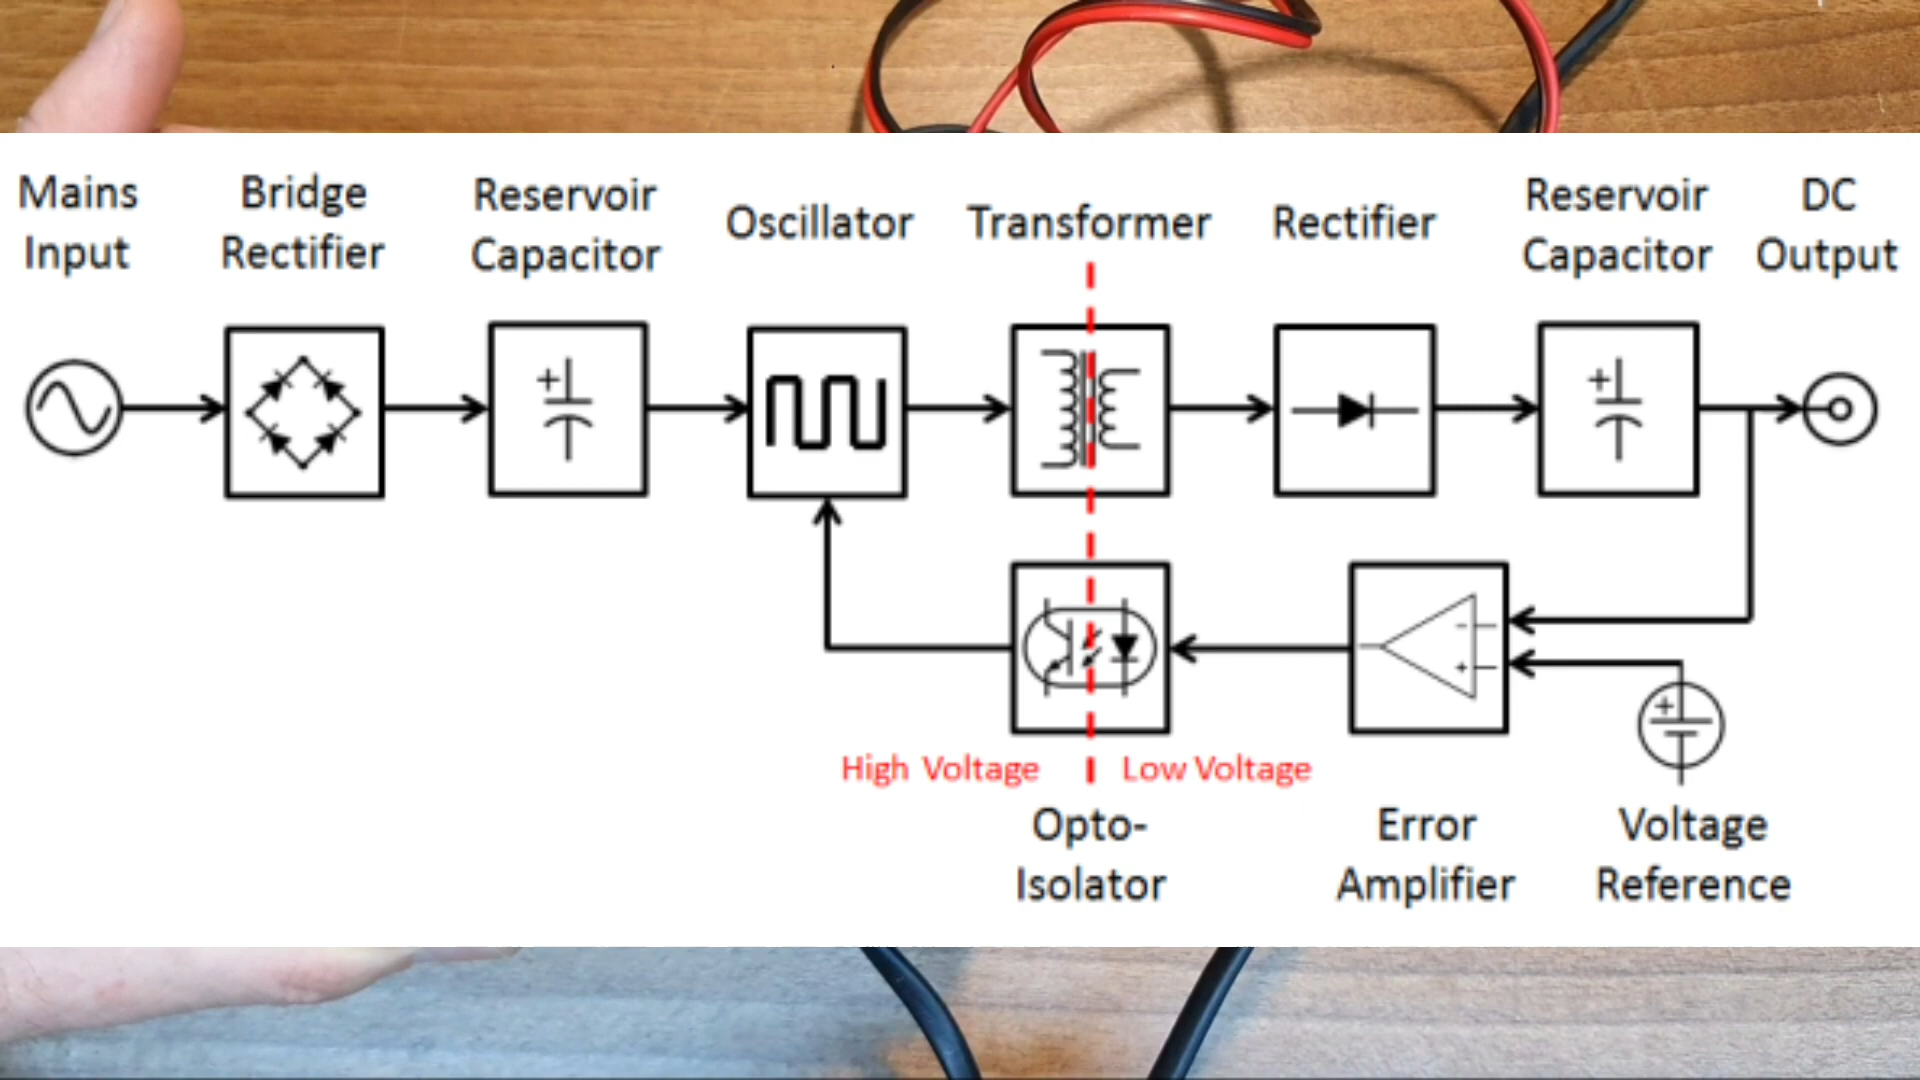 Mains
Input
Bridge
Rectifier
Reservoir
Capacitor
Oscillator
Transformer
Rectifier
Reservoir
Capacitor
DC
Output
High Voltage
Low Voltage
Opto-
Isolator
Error
Amplifier
Voltage
Reference